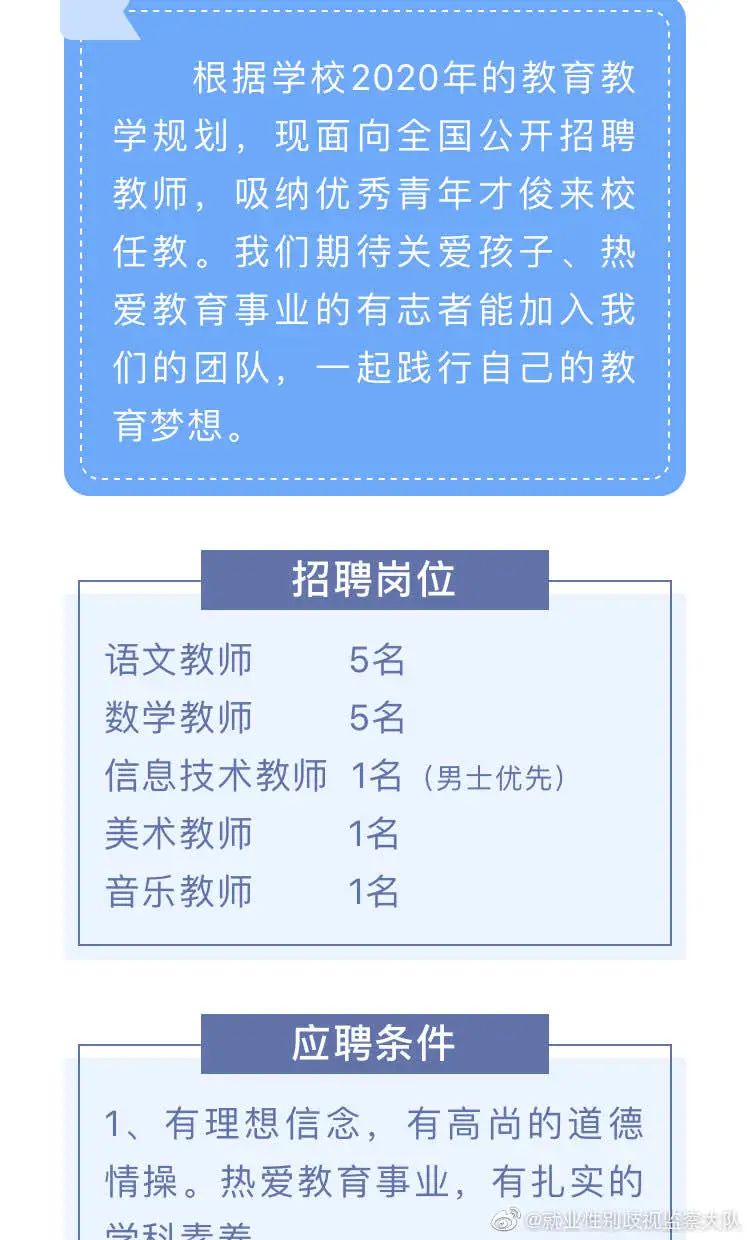 根据学校2020年的教育教
学规划，现面向全国公开招聘
教师，吸纳优秀青年才俊来校
任教。我们期待关爱孩子、热
爱教育事业的有志者能加入我
们的团队，一起践行自己的教
育梦想。
招聘岗位
语文教师 5名
数学教师 5名
信息技术教师 1名（男士优先）
美术教师 1名
音乐教师 1名
应聘条件
1、有理想信念，有高尚的道德
情操。热爱教育事业，有扎实的
学科素养
@就业性别歧视监察大队